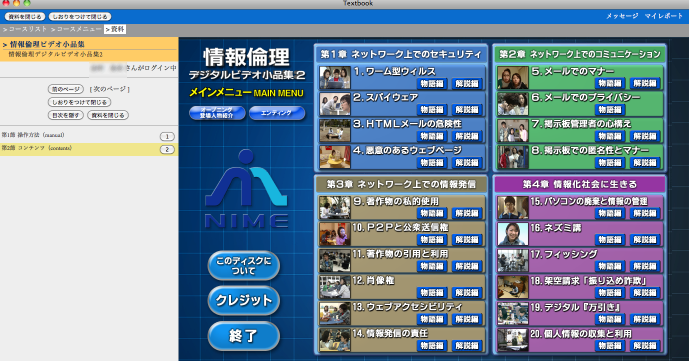 Textbook
資料を閉じる
しおりをつけて閉じる
メッセージ マイレポート
> コースリスト > コースメニュー > 資料
> 情報倫理ビデオ小品集
情報倫理デジタルビデオ小品集2
さんがログイン中
前のページ [ 次のページ ]
しおりをつけて閉じる
目次を隠す 資料を閉じる
第1節 操作方法 (manual) 1
第2節 コンテンツ (contents) 2
情報倫理
デジタルビデオ小品集2
メインメニュー MAIN MENU
オープニング
登場人物紹介
エンディング
NIME
このディスクに
ついて
クレジット
終了
第1章 ネットワーク上でのセキュリティ
1. ワーム型ウィルス
物語編 解説編
2. スパイウェア
物語編 解説編
3. HTMLメールの危険性
物語編 解説編
4. 悪意のあるウェブページ
物語編 解説編
第2章 ネットワーク上でのコミュニケーション
5. メールでのマナー
物語編 解説編
6. メールでのプライバシー
物語編 解説編
7. 掲示板管理者の心構え
物語編 解説編
8. 掲示板での匿名性とマナー
物語編 解説編
第3章 ネットワーク上での情報発信
9. 著作物の私的使用
物語編 解説編
10. P2Pと公衆送信権
物語編 解説編
11. 著作物の引用と利用
物語編 解説編
12. 肖像権
物語編 解説編
13. ウェブアクセシビリティ
物語編 解説編
14. 情報発信の責任
物語編 解説編
第4章 情報化社会に生きる
15. パソコンの廃棄と情報の管理
物語編 解説編
16. ネズミ講
物語編 解説編
17. フィッシング
物語編 解説編
18. 架空請求「振り込め詐欺」
物語編 解説編
19. デジタル『万引き』
物語編 解説編
20. 個人情報の収集と利用
物語編 解説編